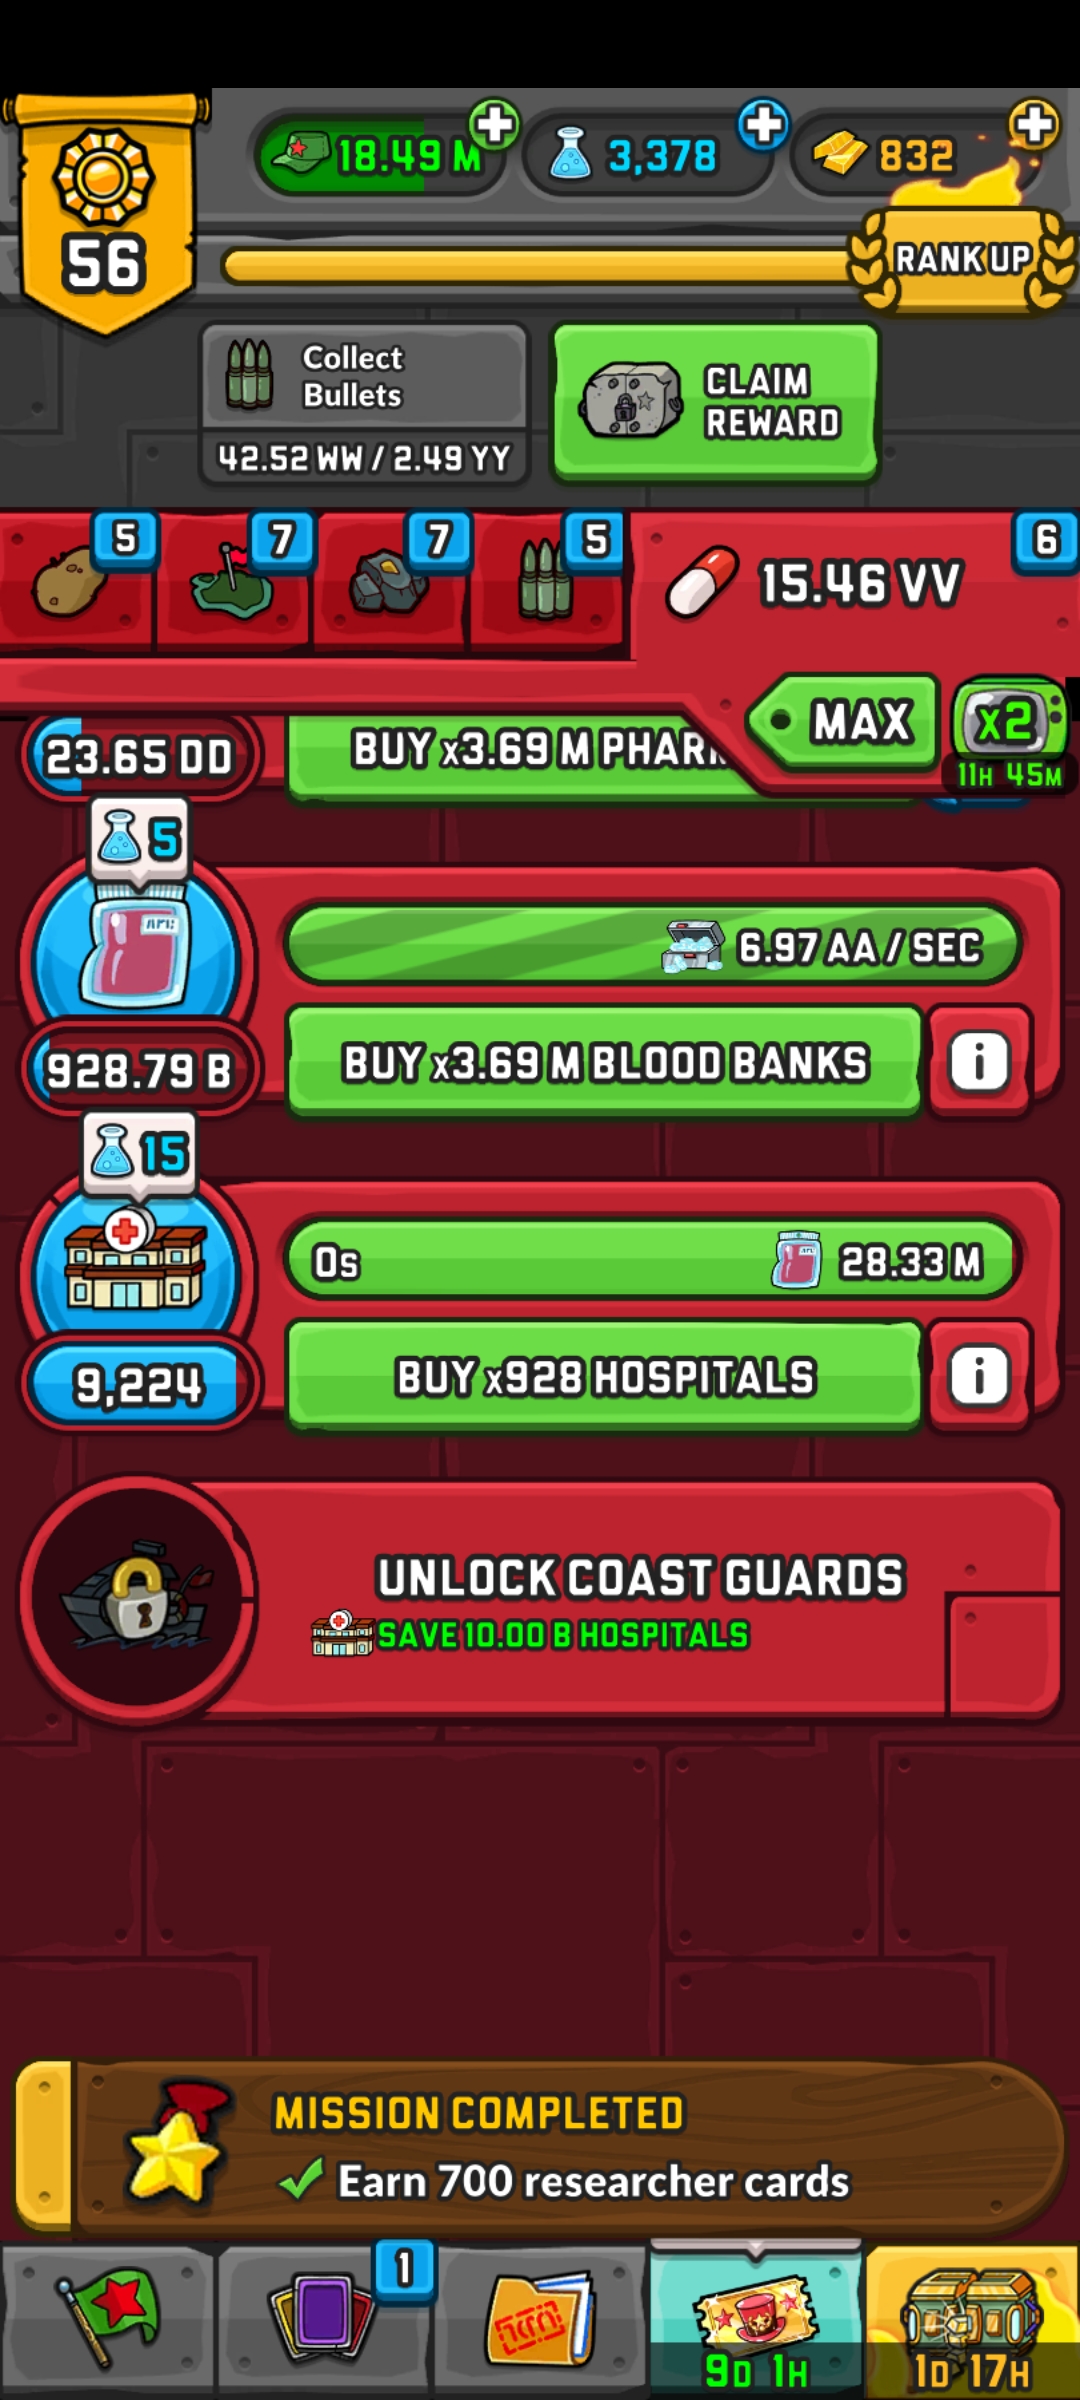 18.49 M
3,378
832
56
RANK UP
Collect
Bullets
42.52 WW / 2.49 YY
CLAIM
REWARD
5
7
7
5
6
15.46 VV
MAX
x2
11H 45M
23.65 DD
BUY x3.69 M
5
6.97 AA / SEC
928.79 B
BUY x3.69 M BLOOD BANKS
15
0s
28.33 M
9,224
BUY x928 HOSPITALS
UNLOCK COAST GUARDS
SAVE 10.00 B HOSPITALS
MISSION COMPLETED
Earn 700 researcher cards
1
9D 1H
1D 17H